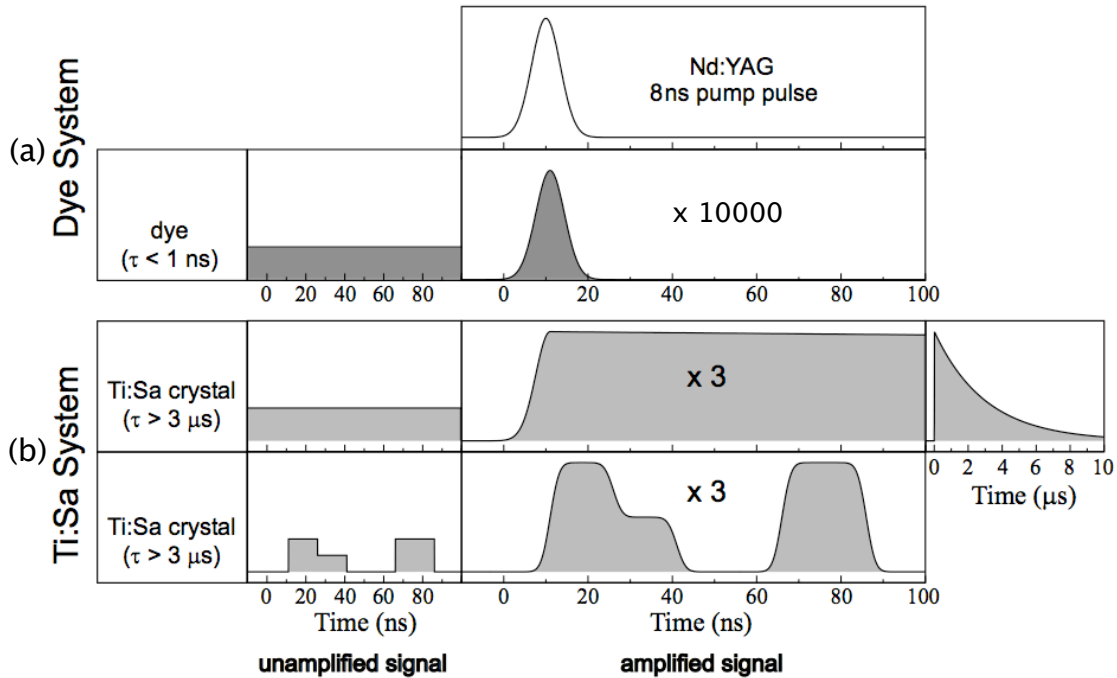 (a)
Dye System
Nd:YAG
8ns pump pulse
dye
(τ < 1 ns)
x 10000
0 20 40 60 80
0 20 40 60 80 100
(b)
Ti:Sa System
Ti:Sa crystal
(τ > 3 μs)
x 3
0 2 4 6 8 10
Time (μs)
Ti:Sa crystal
(τ > 3 μs)
x 3
0 20 40 60 80
0 20 40 60 80 100
Time (ns)
Time (ns)
unamplified signal
amplified signal